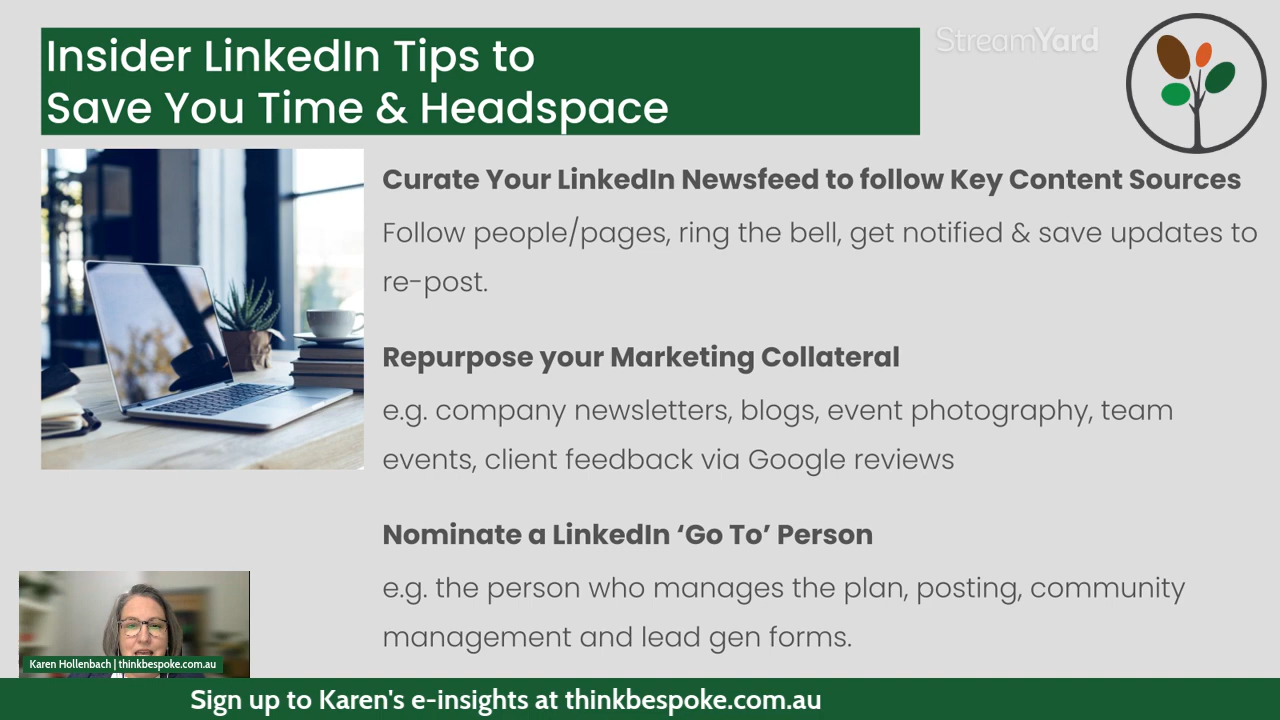 Insider LinkedIn Tips to
Save You Time & Headspace
StreamYard
Curate Your LinkedIn Newsfeed to follow Key Content Sources
Follow people/pages, ring the bell, get notified & save updates to
re-post.
Repurpose your Marketing Collateral
e.g. company newsletters, blogs, event photography, team
events, client feedback via Google reviews
Nominate a LinkedIn ‘Go To’ Person
e.g. the person who manages the plan, posting, community
management and lead gen forms.
Karen Hollenbach | thinkbespoke.com.au
Sign up to Karen's e-insights at thinkbespoke.com.au